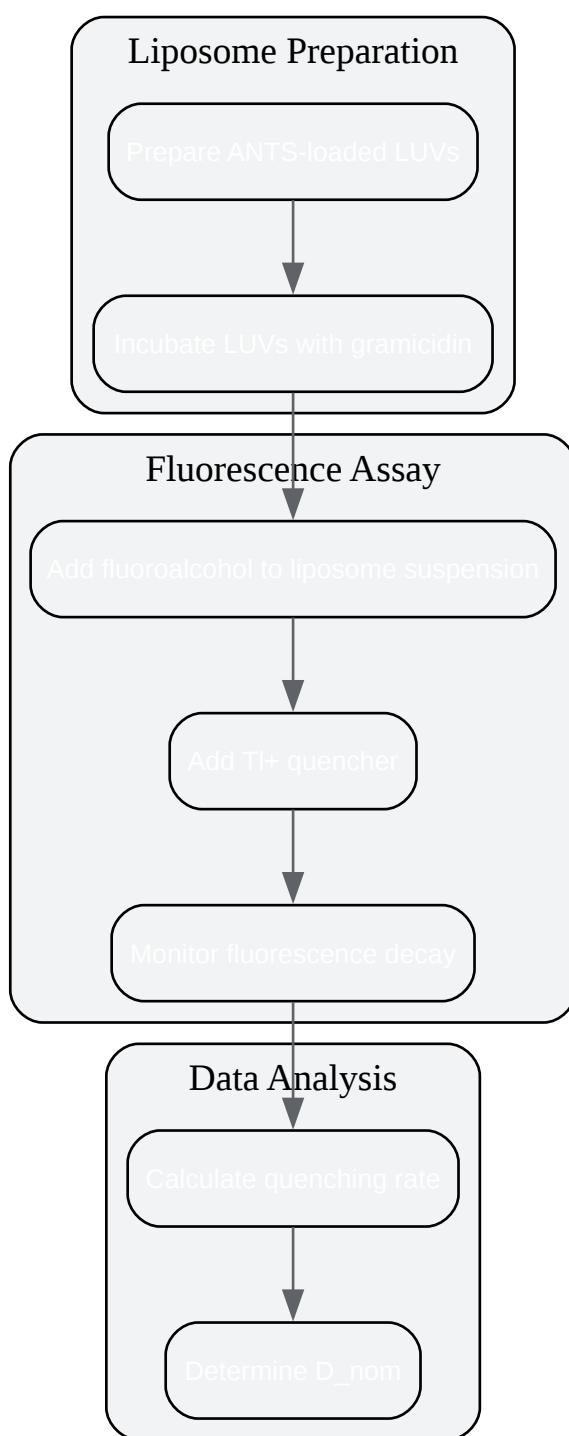 Liposome Preparation
Prepare ANTS-loaded LUVs
Incubate LUVs with gramicidin
Fluorescence Assay
Add fluoroalcohol to liposome suspension
Add Tl+ quencher
Monitor fluorescence decay
Data Analysis
Calculate quenching rate
Determine D_nom